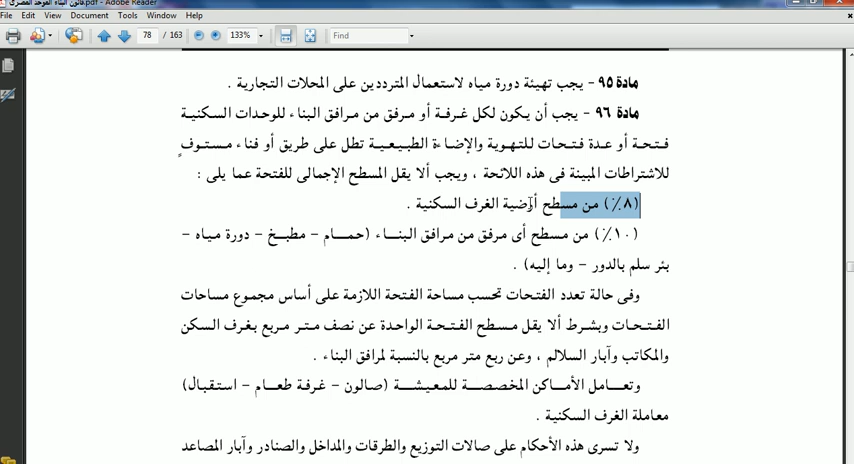 قانون البناء الموحد المصرى.pdf - Adobe Reader
Edit View Document Tools Window Help
78 / 163 133% Find
مادة ٩٥ - يجب تهيئة دورة مياه لاستعمال المترددين على المحلات التجارية .
مادة ٩٦ - يجب أن يكون لكل غرفة أو مرفق من مرافق البناء للوحدات السكنية
فتحة أو عدة فتحات للتهوية والإضاءة الطبيعية تطل على طريق أو فناء مستوفٍ
للاشتراطات المبينة فى هذه اللائحة ، ويجب ألا يقل المسطح الإجمالى للفتحة عما يلى :
(٨٪) من مسطح أرضية الغرف السكنية .
(١٠٪) من مسطح أى مرفق من مرافق البناء (حمام - مطبخ - دورة مياه -
بئر سلم بالدور - وما إليه) .
وفى حالة تعدد الفتحات تحسب مساحة الفتحة اللازمة على أساس مجموع مساحات
الفتحات وبشرط ألا يقل مسطح الفتحة الواحدة عن نصف متر مربع بغرف السكن
والمكاتب وآبار السلالم ، وعن ربع متر مربع بالنسبة لمرافق البناء .
وتعامل الأماكن المخصصة للمعيشة (صالون - غرفة طعام - استقبال)
معاملة الغرف السكنية .
ولا تسرى هذه الأحكام على صالات التوزيع والطرقات والمداخل والصنادر وآبار المصاعد